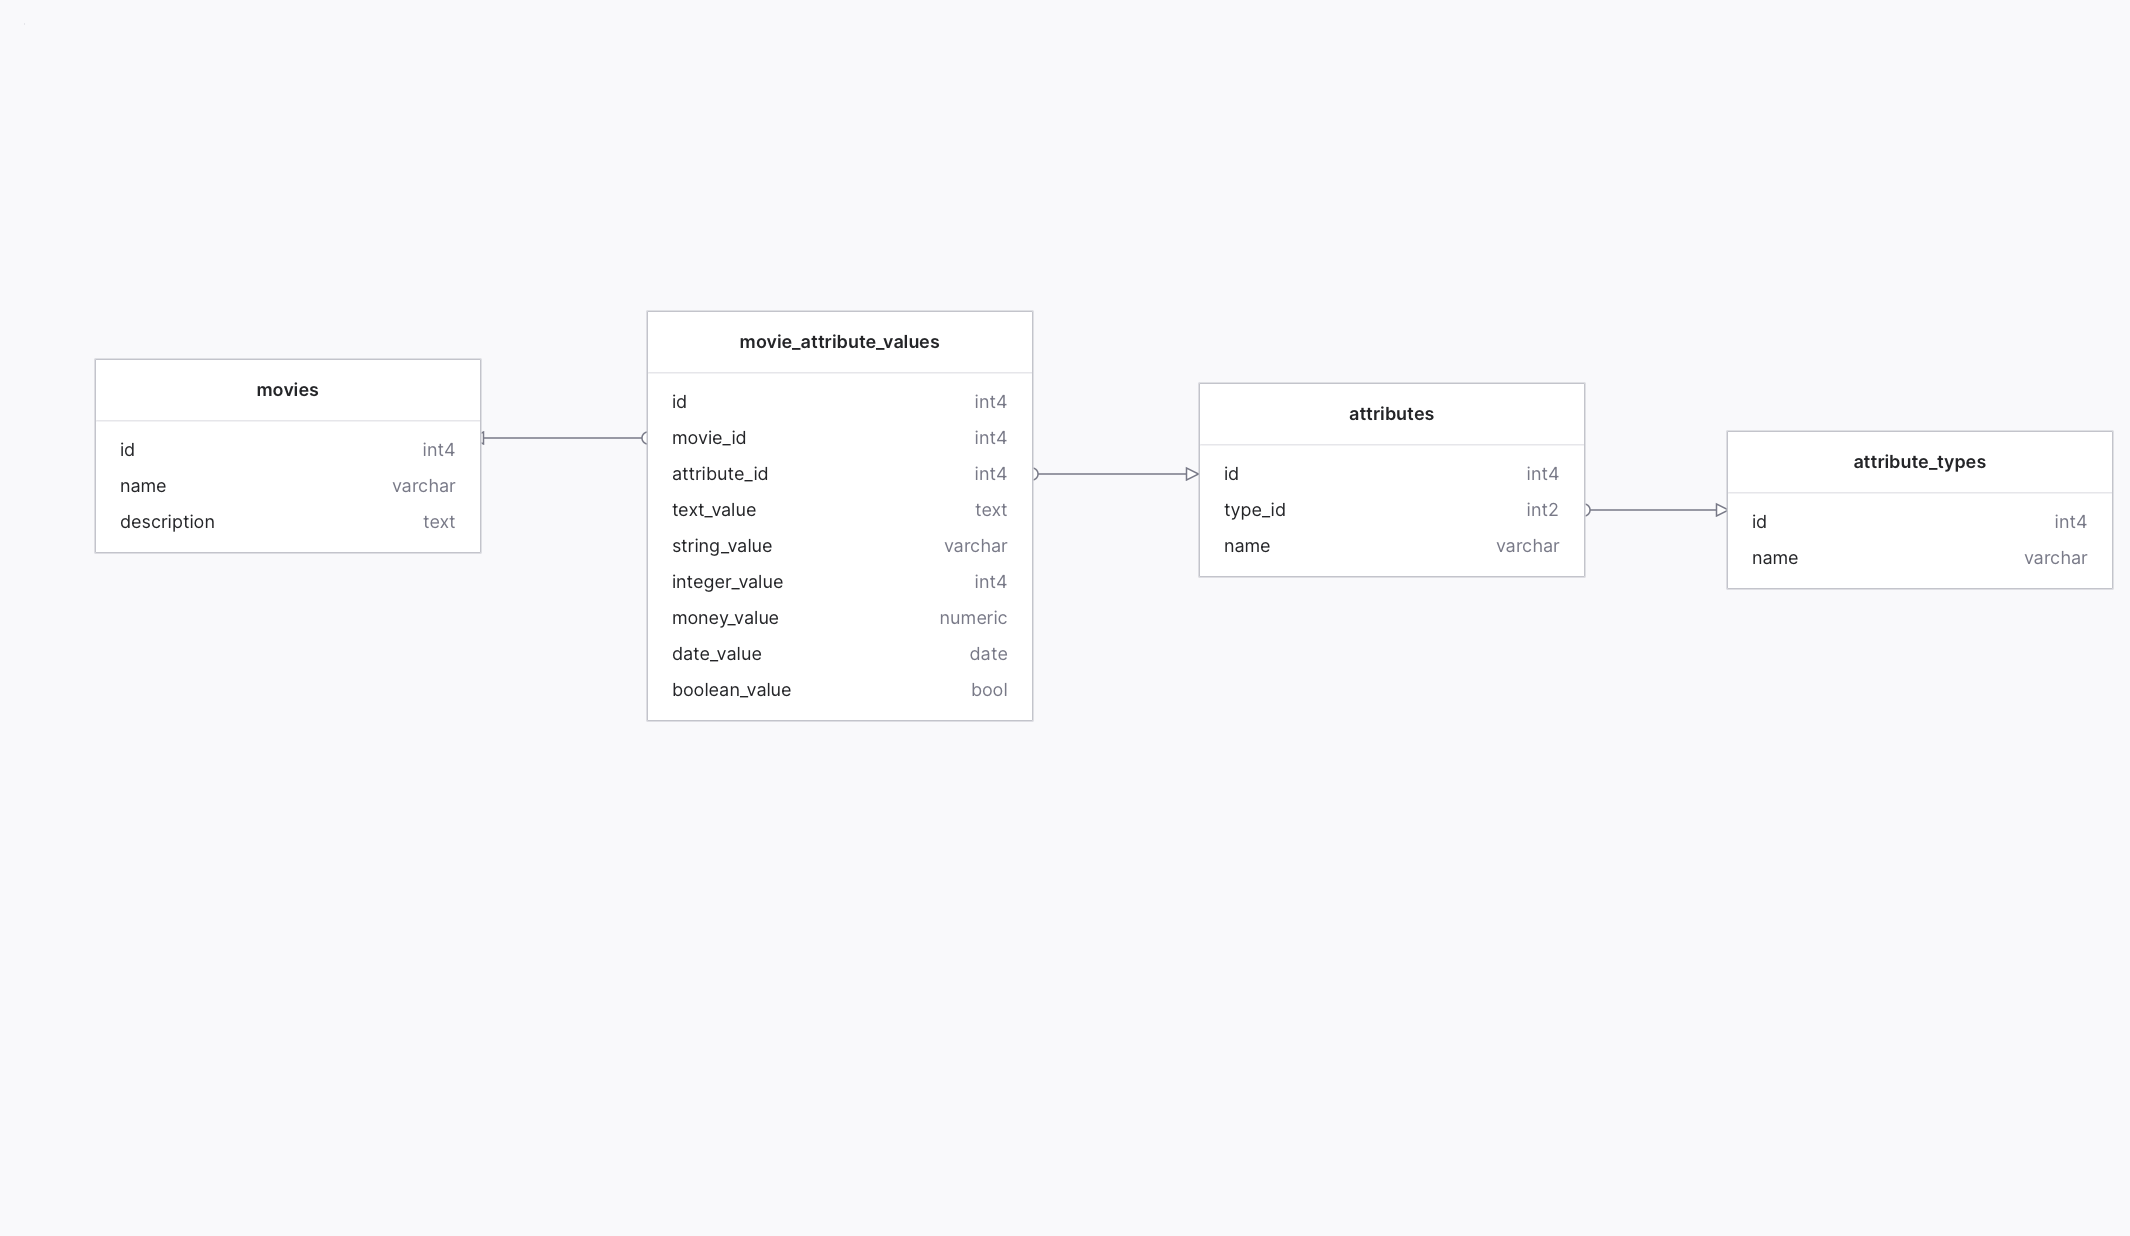 movies
id int4
name varchar
description text
movie_attribute_values
id int4
movie_id int4
attribute_id int4
text_value text
string_value varchar
integer_value int4
money_value numeric
date_value date
boolean_value bool
attributes
id int4
type_id int2
name varchar
attribute_types
id int4
name varchar